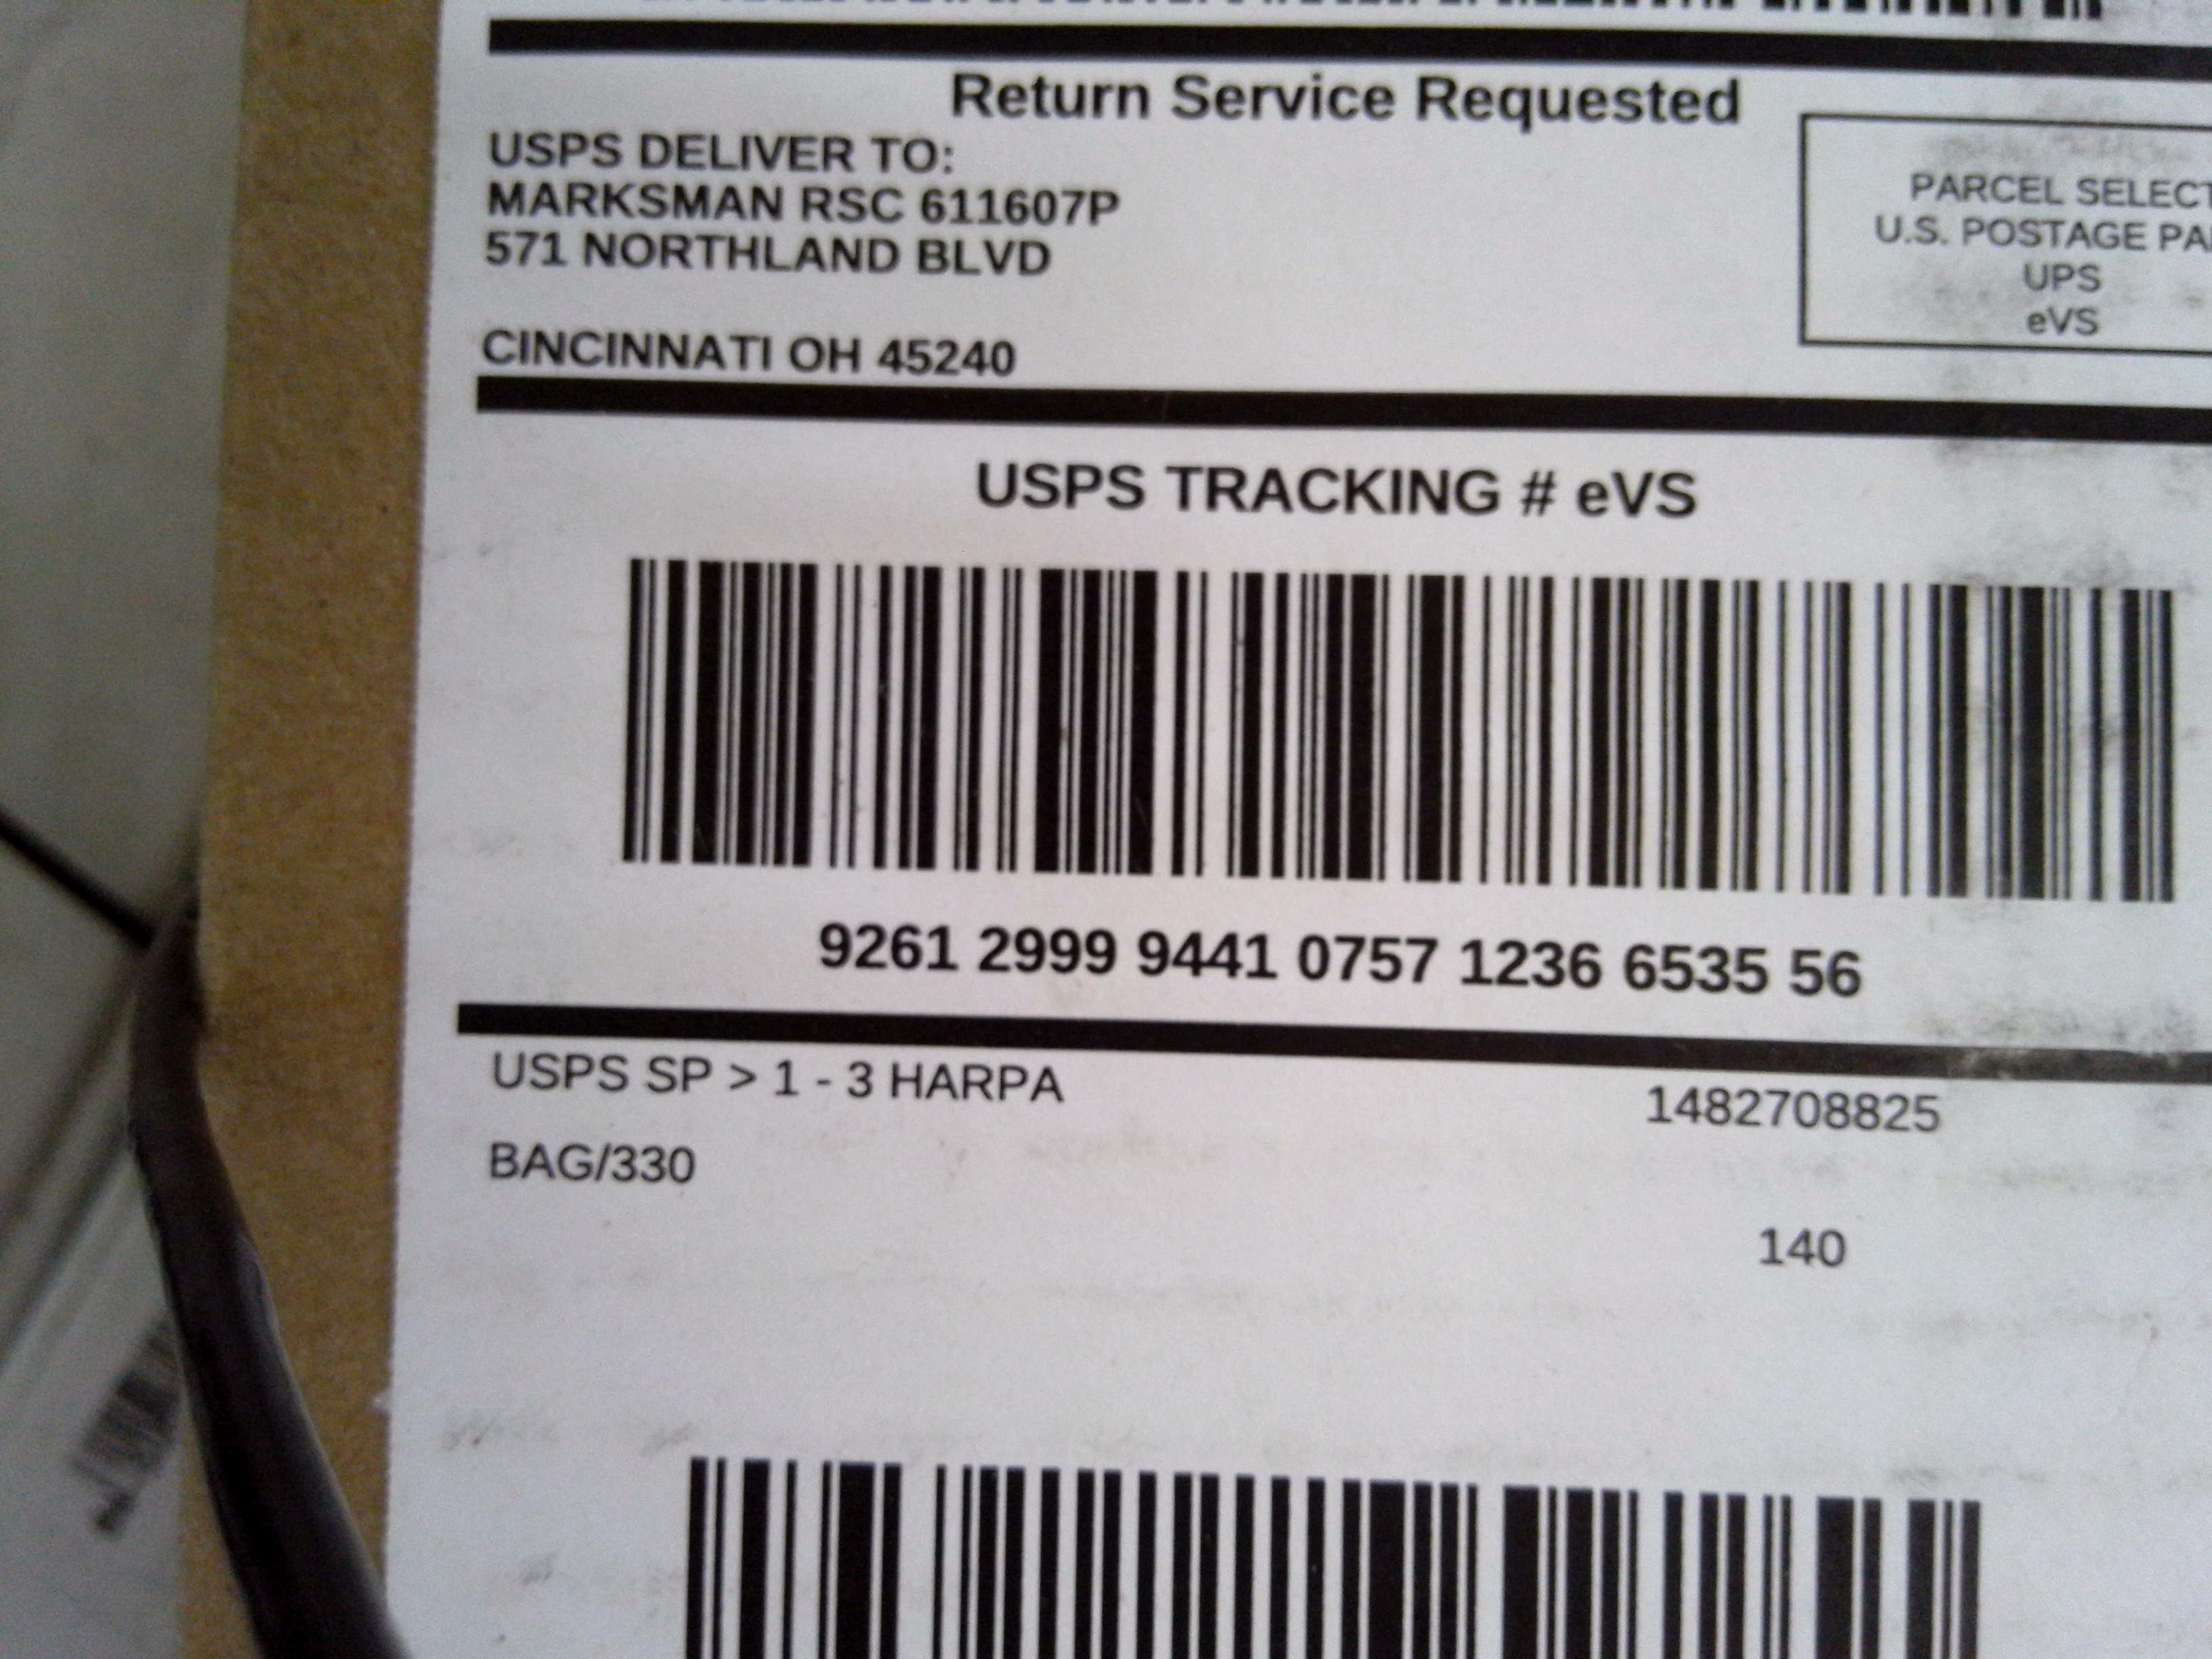 Return Service Requested
USPS DELIVER TO:
MARKSMAN RSC 611607P
571 NORTHLAND BLVD
CINCINNATI OH 45240
PARCEL SELECT
U.S. POSTAGE
UPS
eVS
USPS TRACKING # eVS
9261 2999 9441 0757 1236 6535 56
USPS SP > 1 - 3 HARPA
1482708825
BAG/330
140